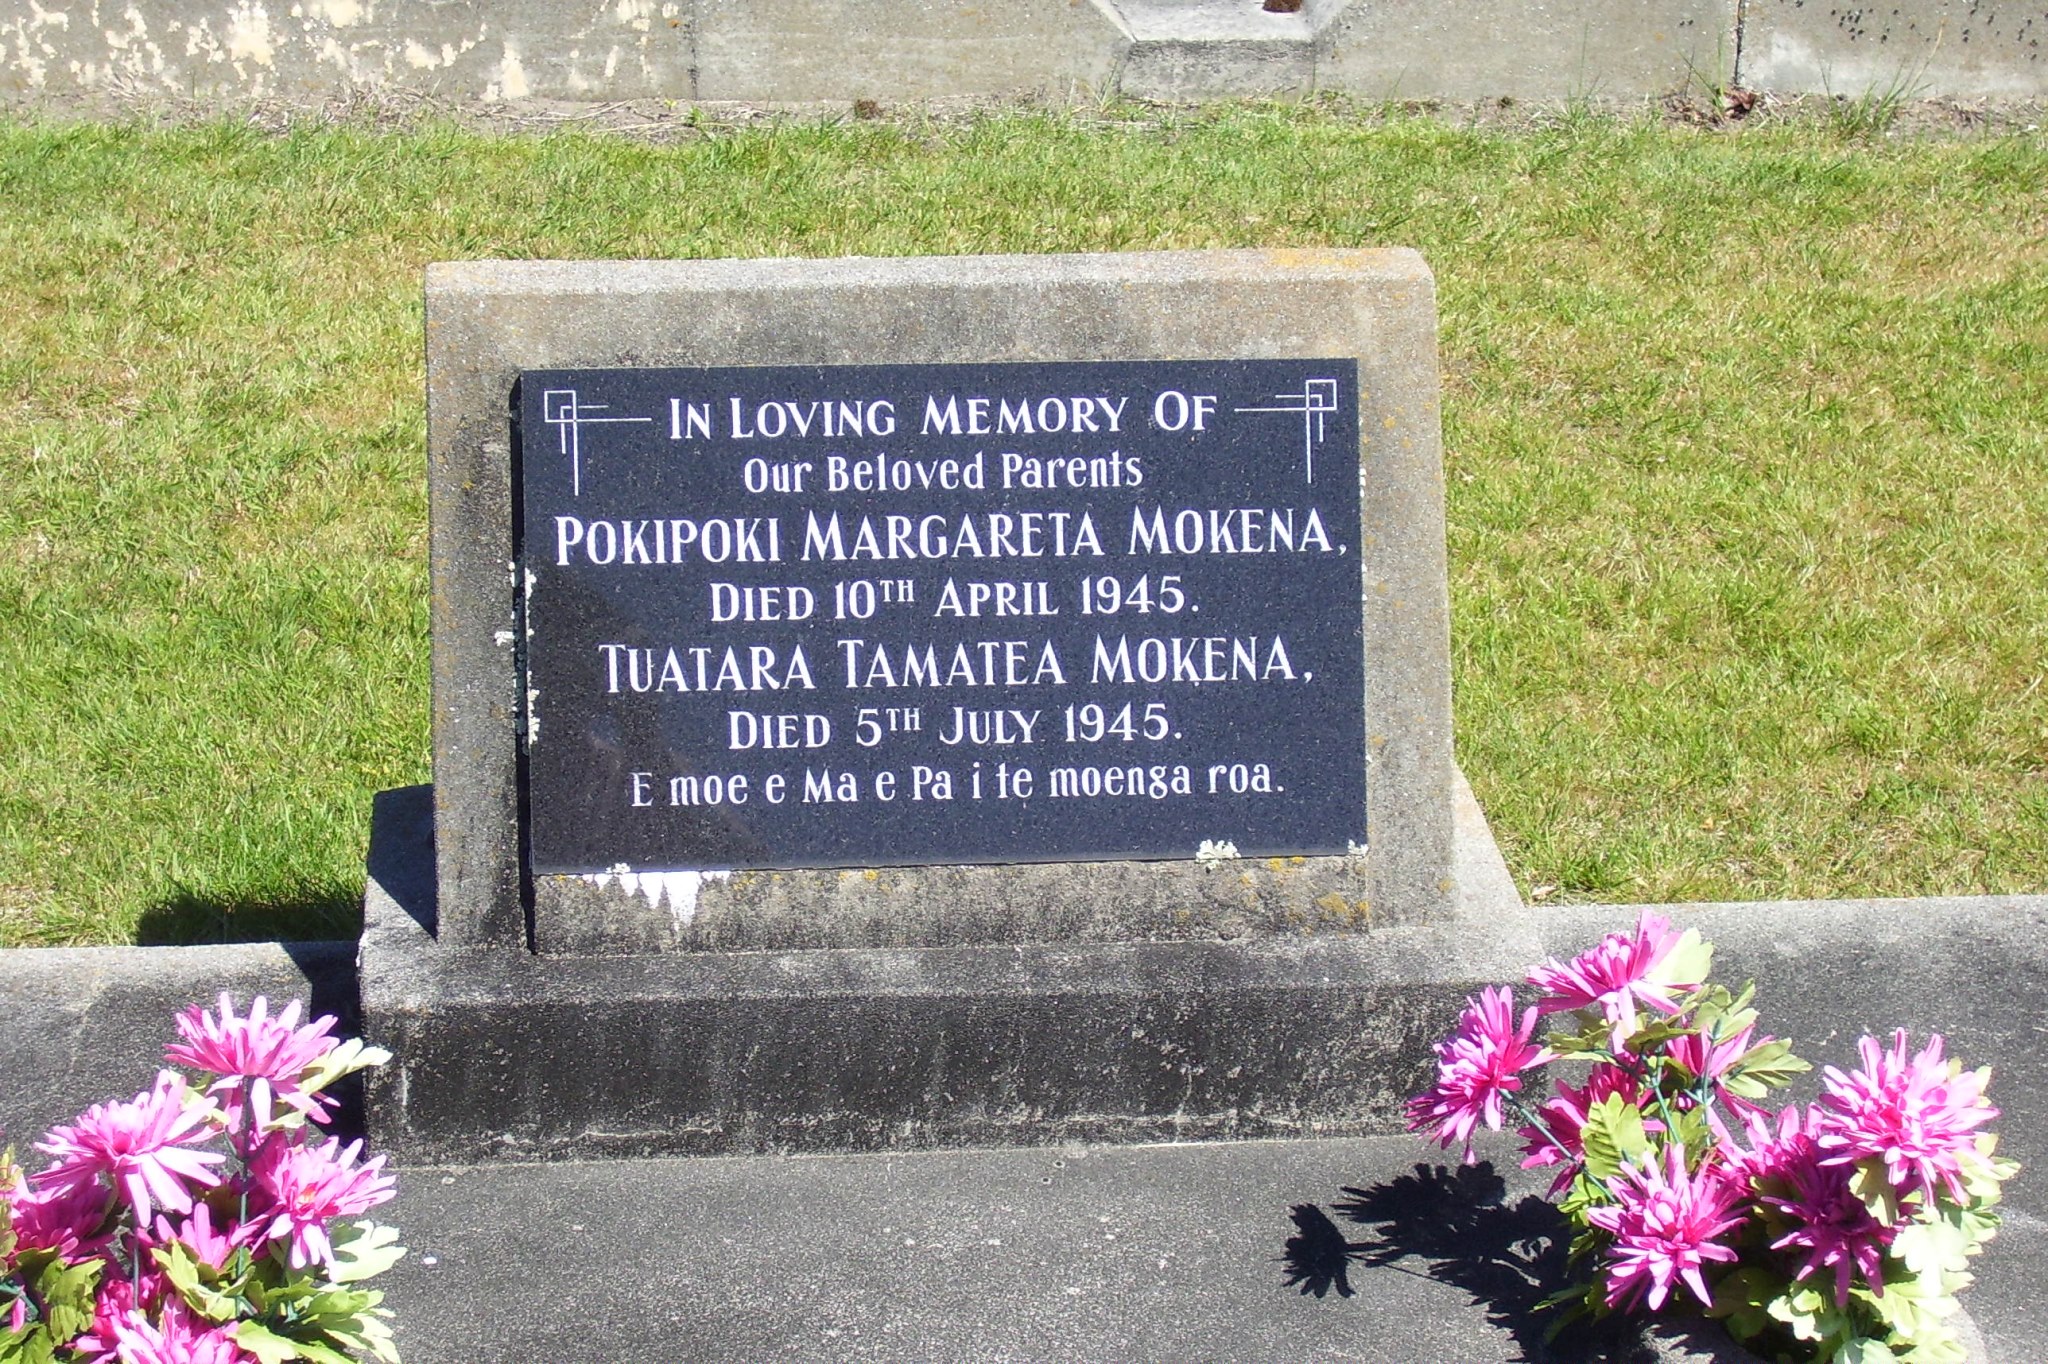 In Loving Memory Of
Our Beloved Parents
Pokipoki Margareta Mokena,
Died 10th April 1945.
Tuatara Tamatea Mokena,
Died 5th July 1945.
E moe e Ma e Pa i te moenga roa.